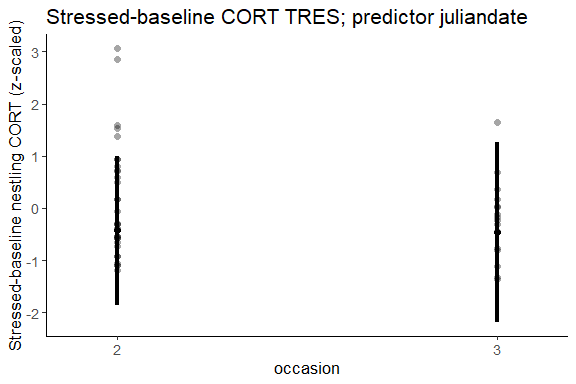 Stressed-baseline CORT TRES; predictor juliandate
Stressed-baseline nestling CORT (z-scaled)
3
2
1
0
-1
-2
2
3
occasion